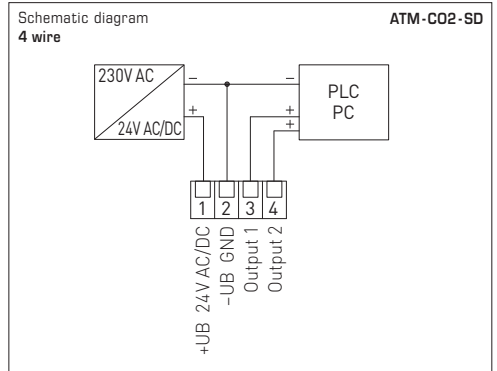 Schematic diagram
4 wire
ATM-CO2-SD
230V AC
24V AC/DC
−
+
−
+
+
PLC
PC
1 2 3 4
+UB 24V AC/DC
−UB GND
Output 1
Output 2